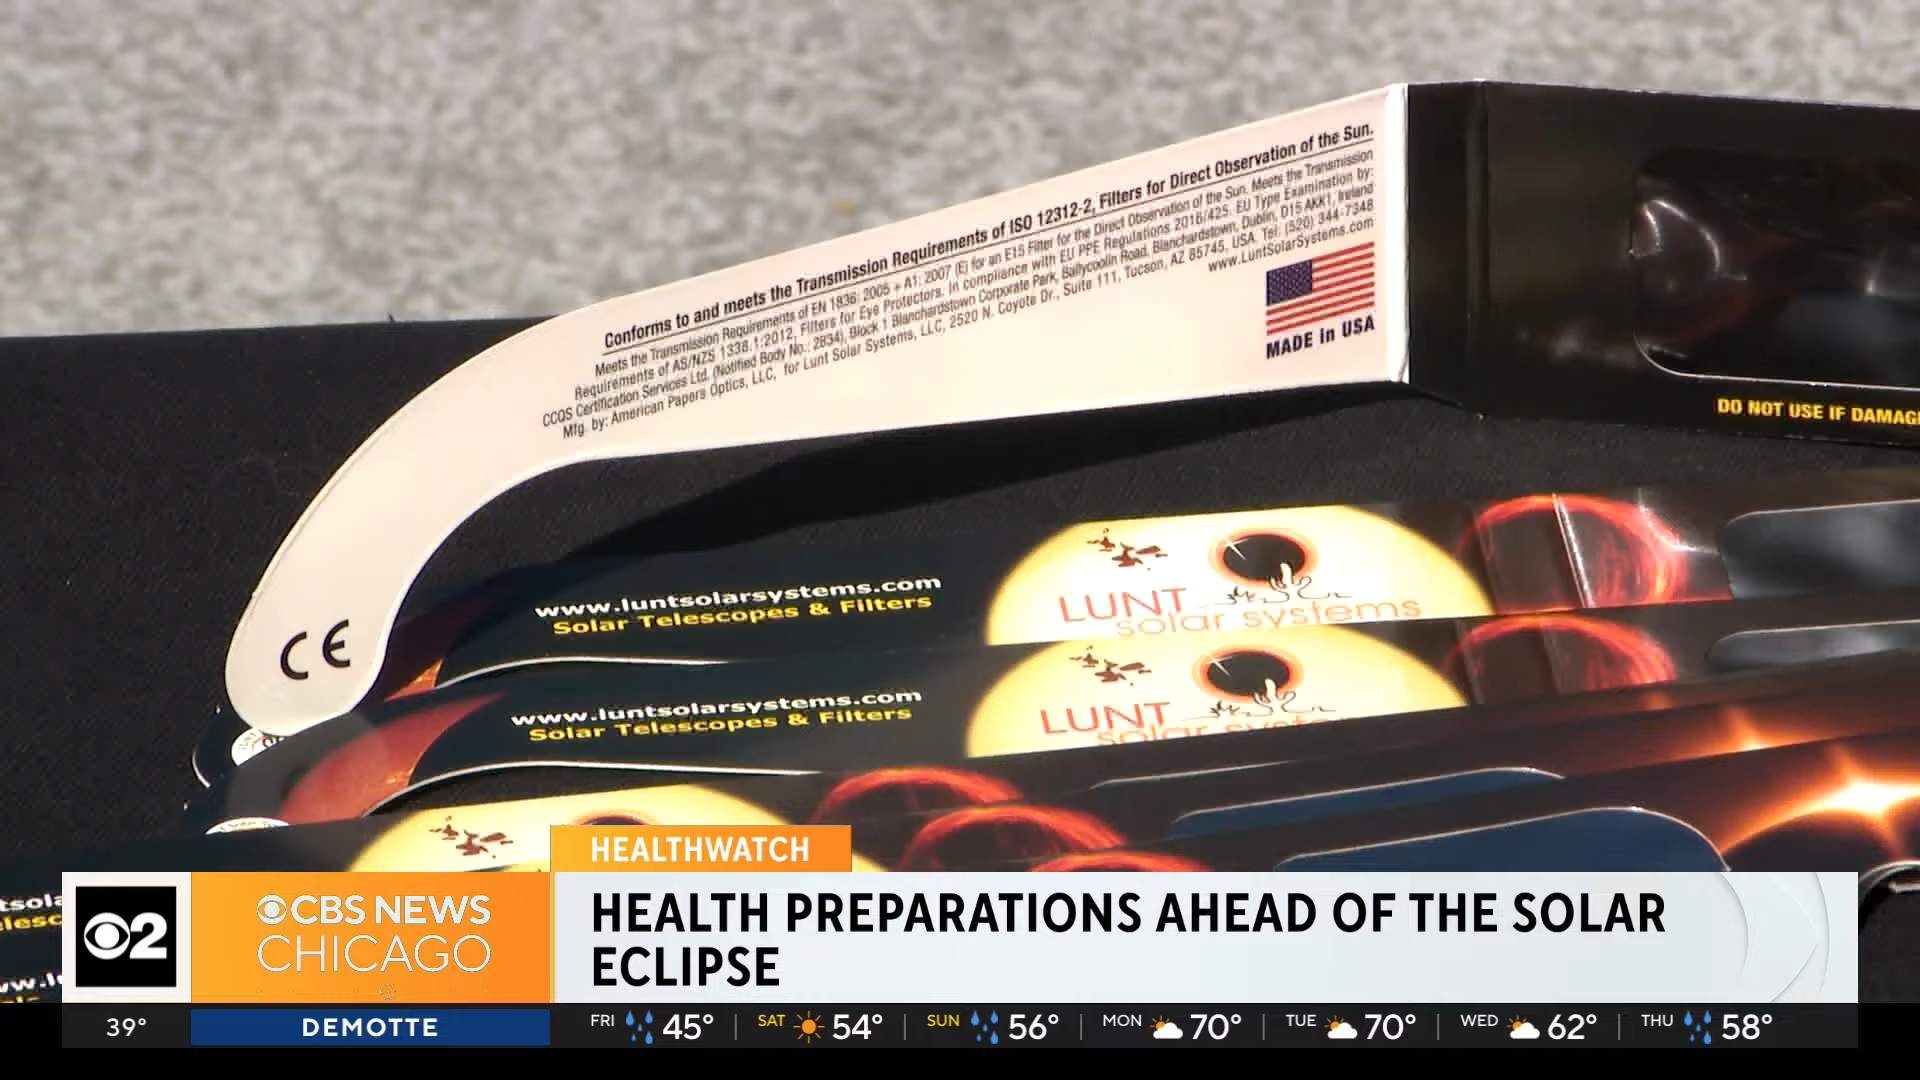 Conforms to and meets the Transmission Requirements of ISO 12312-2, Filters for Direct Observation of the Sun.
Meets the Transmission Requirements of EN 1836: 2005 + A1: 2007 (E) for an E15 Filter for the Direct Observation of the Sun. Meets the Transmission
Requirements of AS/NZS 1338.1:2012, Filters for Eye Protectors. In compliance with EU PPE Regulations 2016/425. EU Type Examination by:
CCQS Certification Services Ltd. (Notified Body No.: 2834), Block 1 Blanchardstown Corporate Park, Ballycoolin Road, Blanchardstown, Dublin, D15 AKK1, Ireland
Mfg. by: American Papers Optics, LLC, for Lunt Solar Systems, LLC, 2520 N. Coyote Dr., Suite 111, Tucson, AZ 85745, USA. Tel: (520) 344-7348
www.LuntSolarSystems.com
MADE in USA
CE
DO NOT USE IF DAMAG
www.luntsolarsystems.com
Solar Telescopes & Filters
LUNT
solar systems
www.luntsolarsystems.com
Solar Telescopes & Filters
LUNT
solar syste
HEALTHWATCH
2
CBS NEWS
CHICAGO
HEALTH PREPARATIONS AHEAD OF THE SOLAR
ECLIPSE
39° DEMOTTE FRI 45° SAT 54° SUN 56° MON 70° TUE 70° WED 62° THU 58°